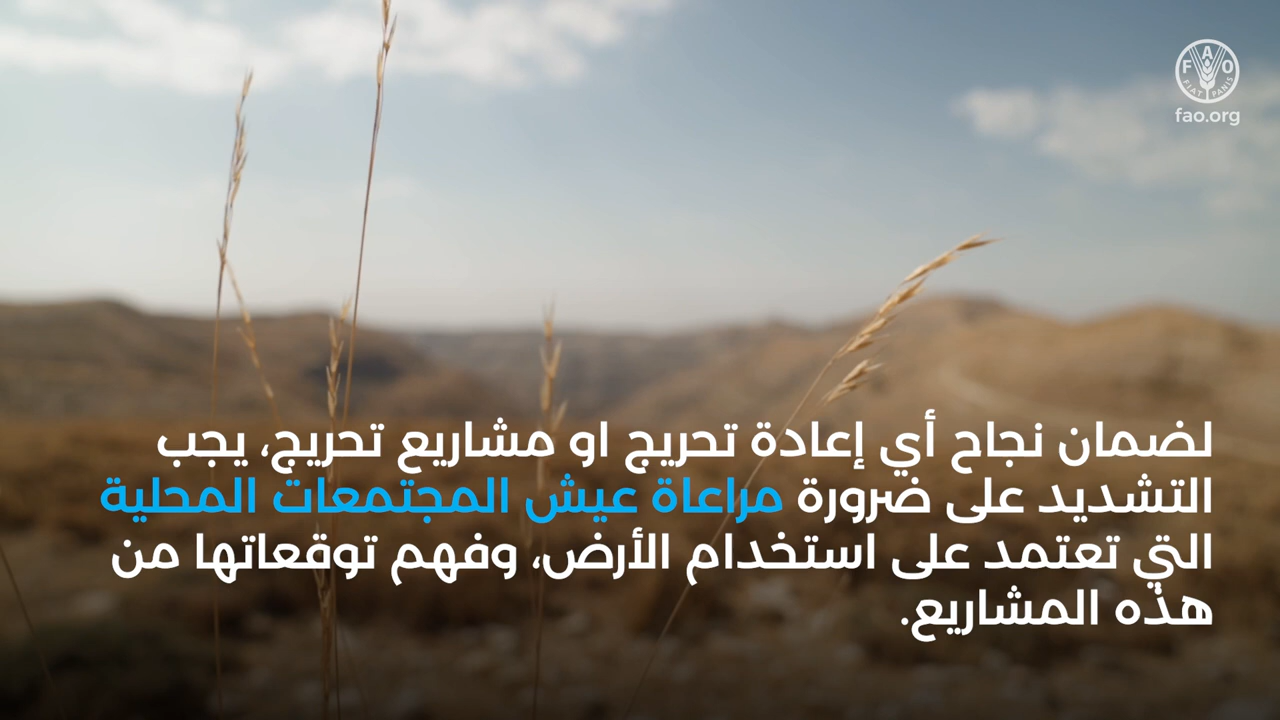 FAO
FIAT PANIS
fao.org
لضمان نجاح أي إعادة تحريج او مشاريع تحريج، يجب
التشديد على ضرورة مراعاة عيش المجتمعات المحلية
التي تعتمد على استخدام الأرض، وفهم توقعاتها من
هذه المشاريع.